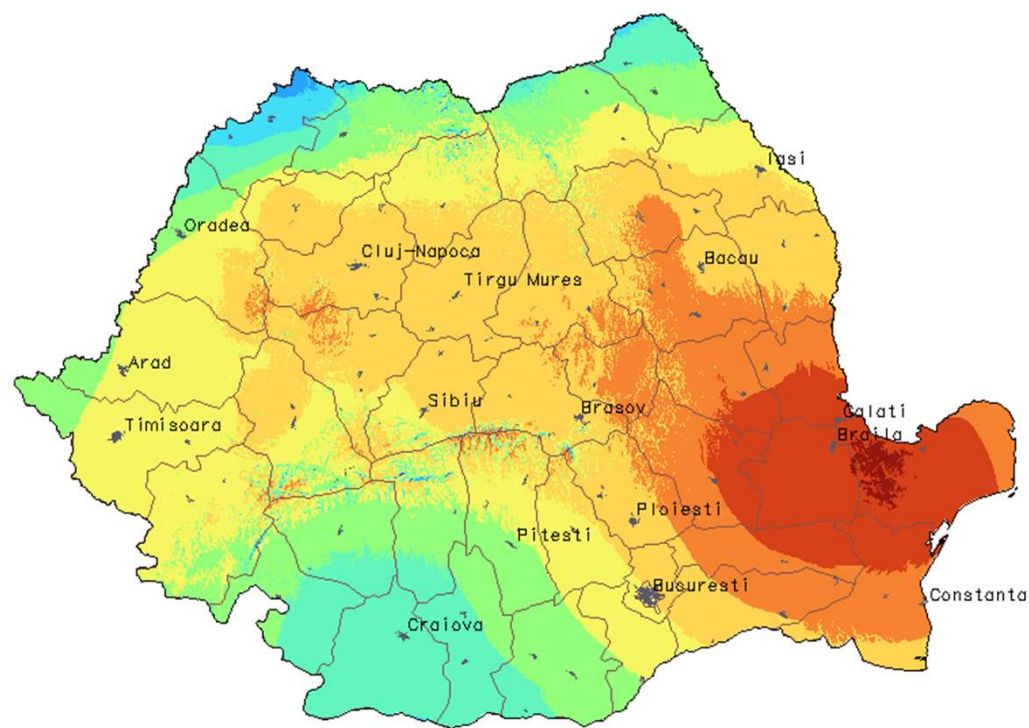 Iasi
Oradea
Cluj-Napoca
Bacau
Tirgu Mures
Arad
Sibiu
Brasov
Galati
Timisoara
Braila
Ploiesti
Pitesti
Bucuresti
Constanta
Craiova